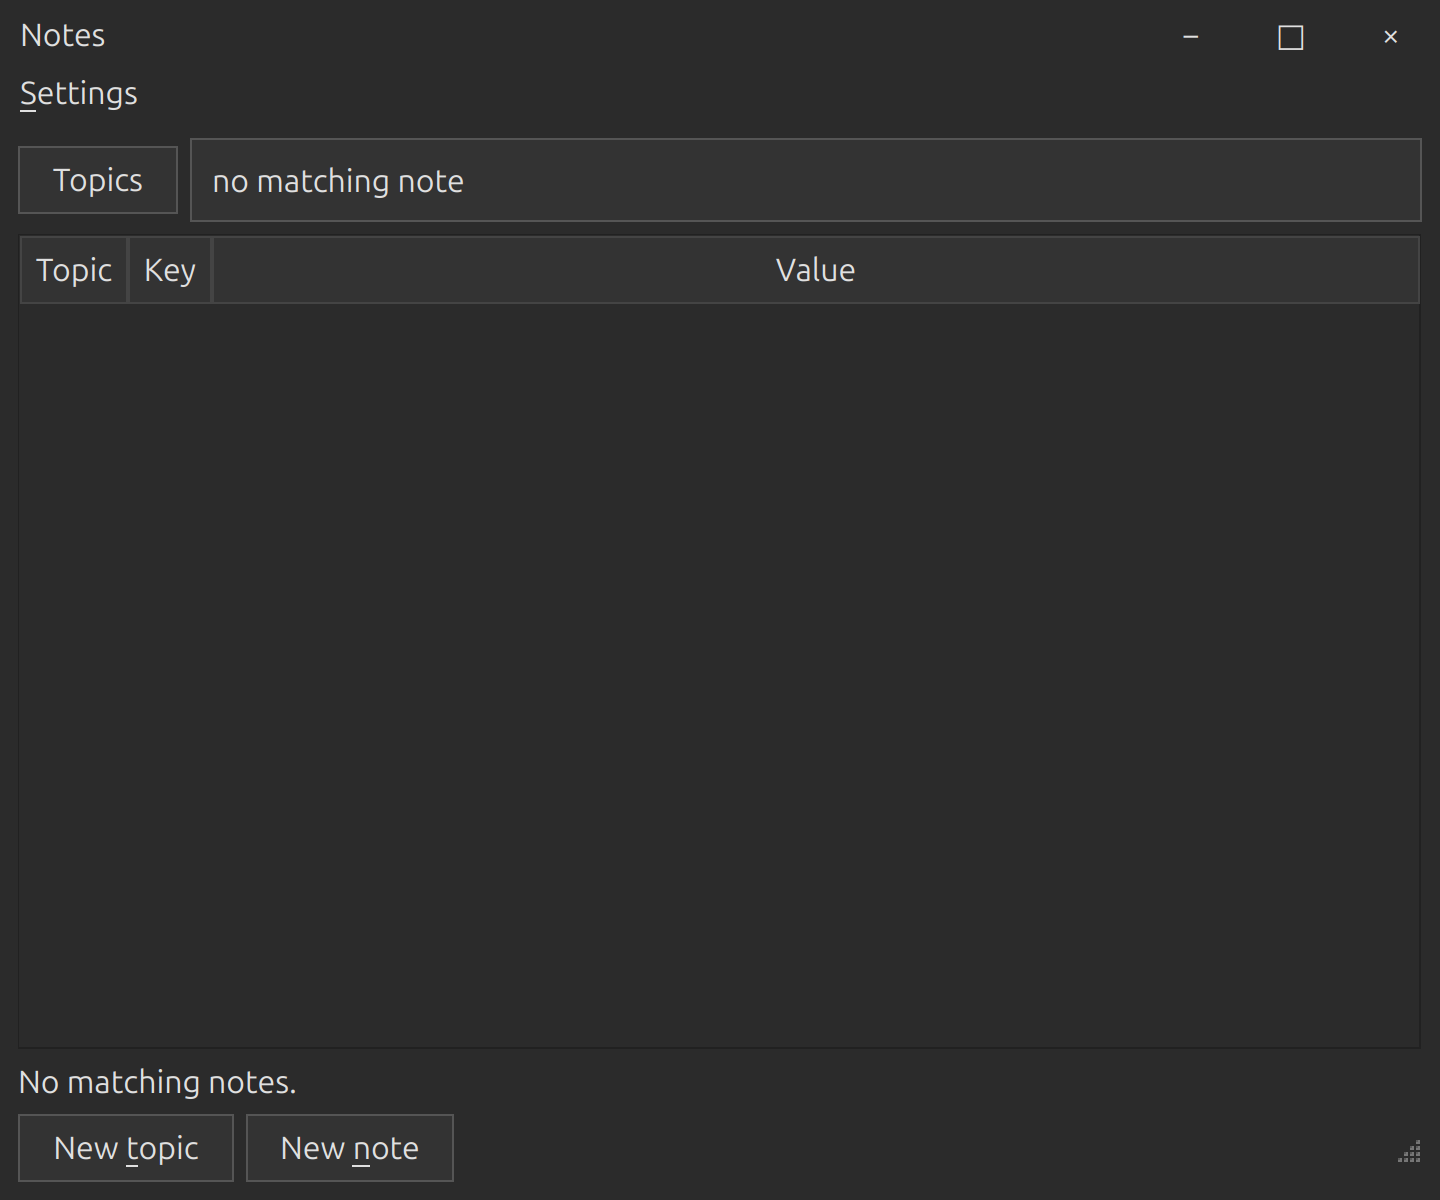 Notes
Settings
Topics no matching note
Topic Key Value
No matching notes.
New topic New note